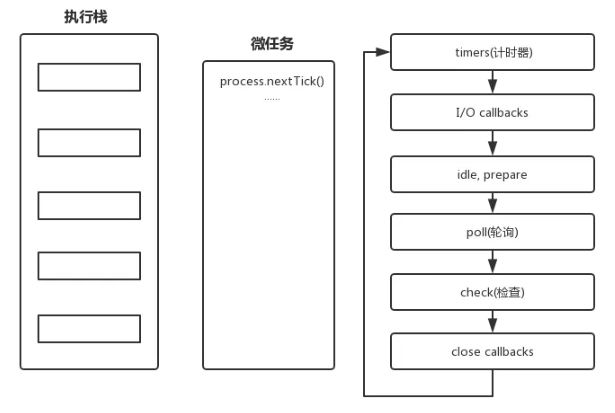 执行栈
微任务
process.nextTick()
......
timers(计时器)
I/O callbacks
idle, prepare
poll(轮询)
check(检查)
close callbacks